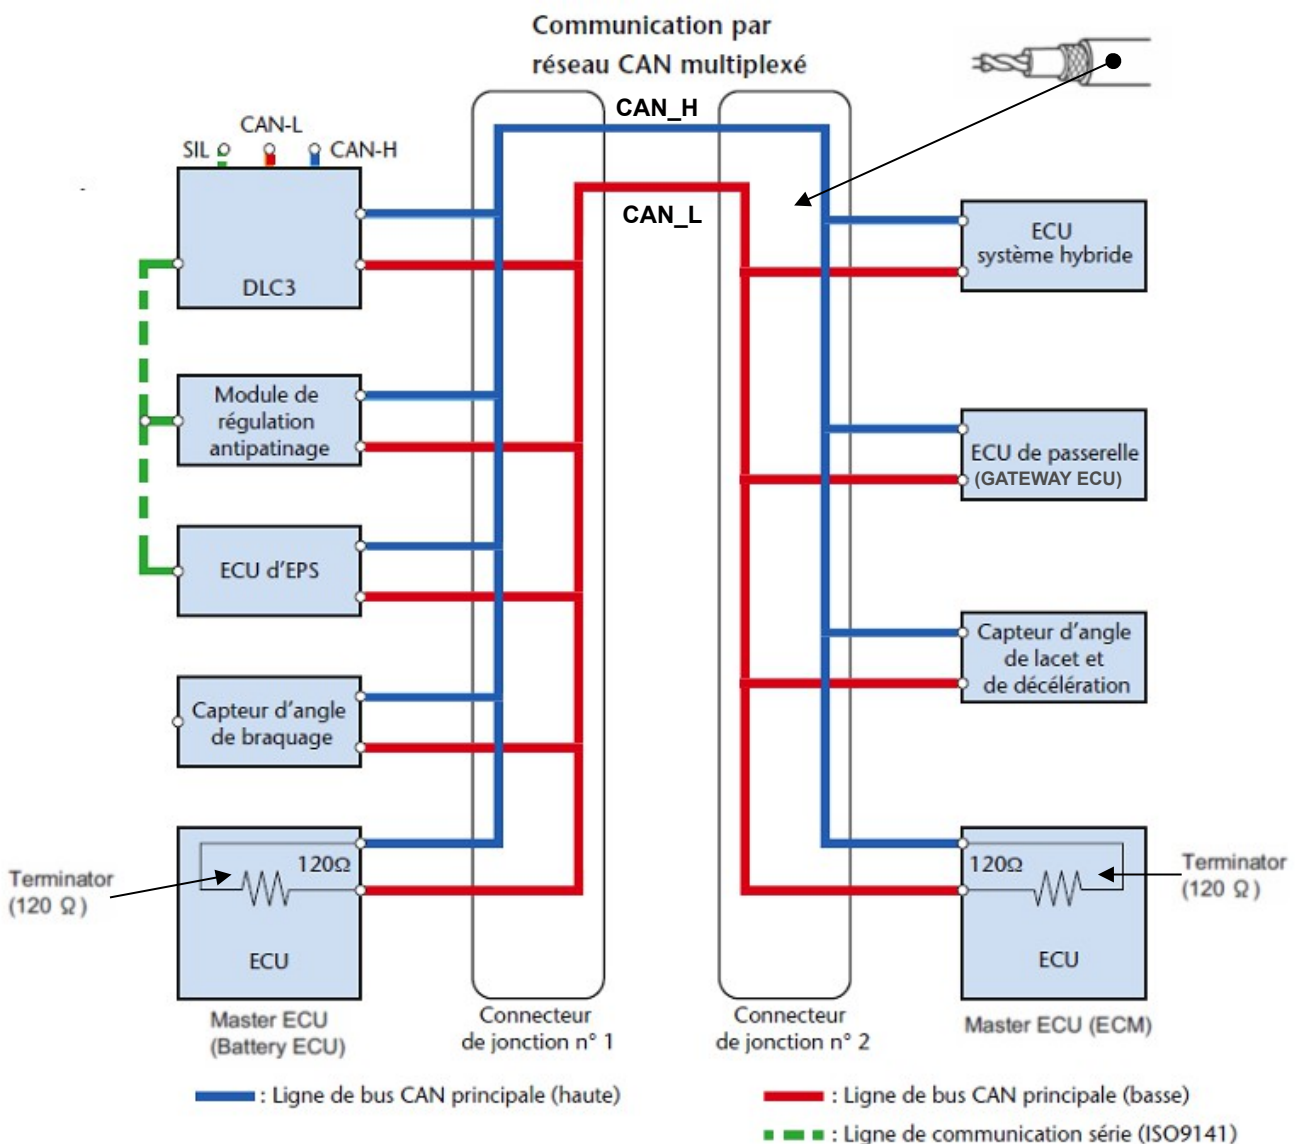 Communication par
réseau CAN multiplexé
CAN_H
CAN-L
SIL
CAN-H
CAN_L
DLC3
ECU
système hybride
Module de
régulation
antipatinage
ECU de passerelle
(GATEWAY ECU)
ECU d'EPS
Capteur d'angle
de lacet et
de décélération
Capteur d'angle
de braquage
Terminator
(120 Ω)
120Ω
ECU
120Ω
ECU
Terminator
(120 Ω)
Master ECU
(Battery ECU)
Connecteur
de jonction n° 1
Connecteur
de jonction n° 2
Master ECU (ECM)
: Ligne de bus CAN principale (haute)
: Ligne de bus CAN principale (basse)
: Ligne de communication série (ISO9141)